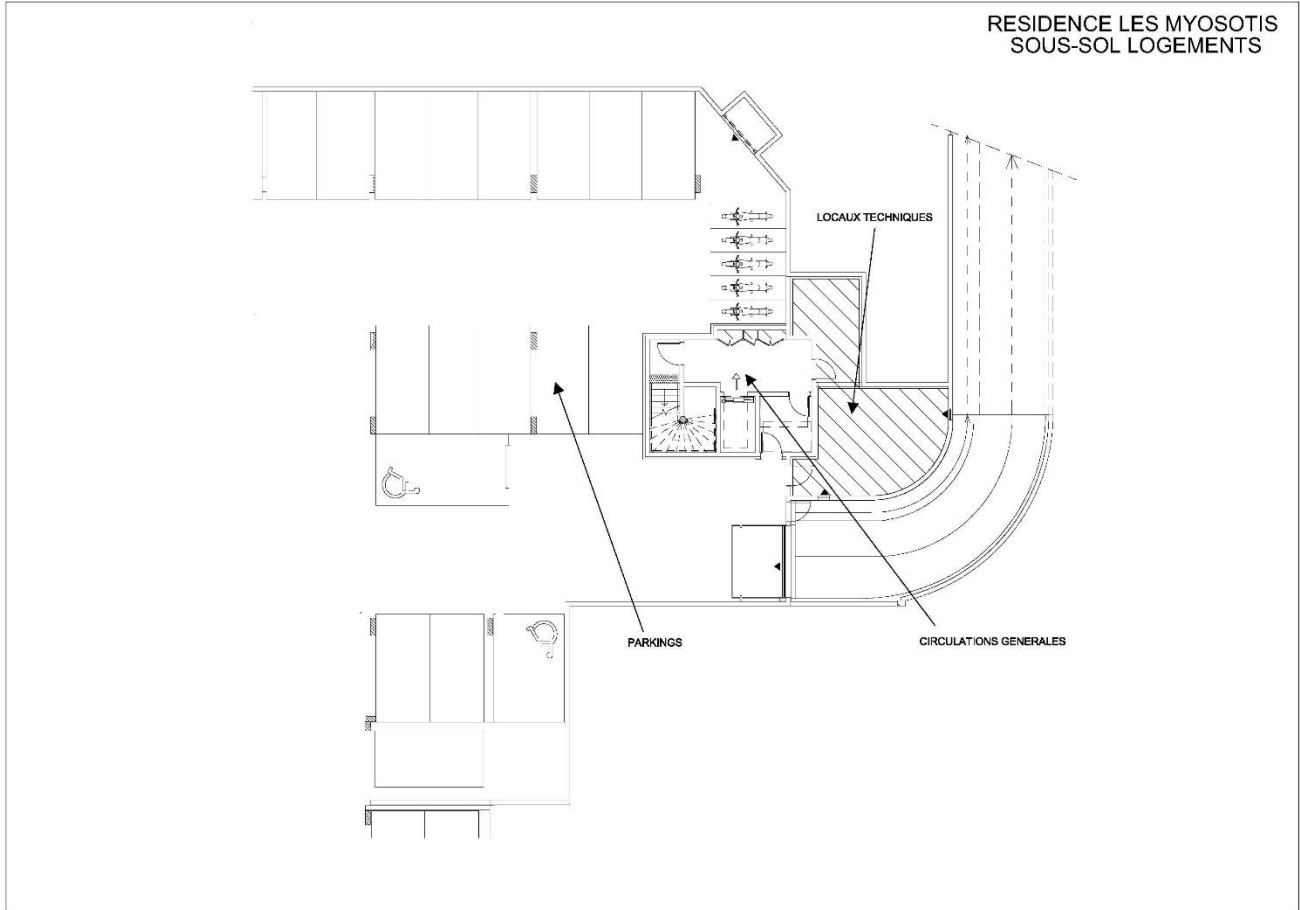 RESIDENCE LES MYOSOTIS
SOUS-SOL LOGEMENTS
LOCAUX TECHNIQUES
PARKINGS
CIRCULATIONS GENERALES